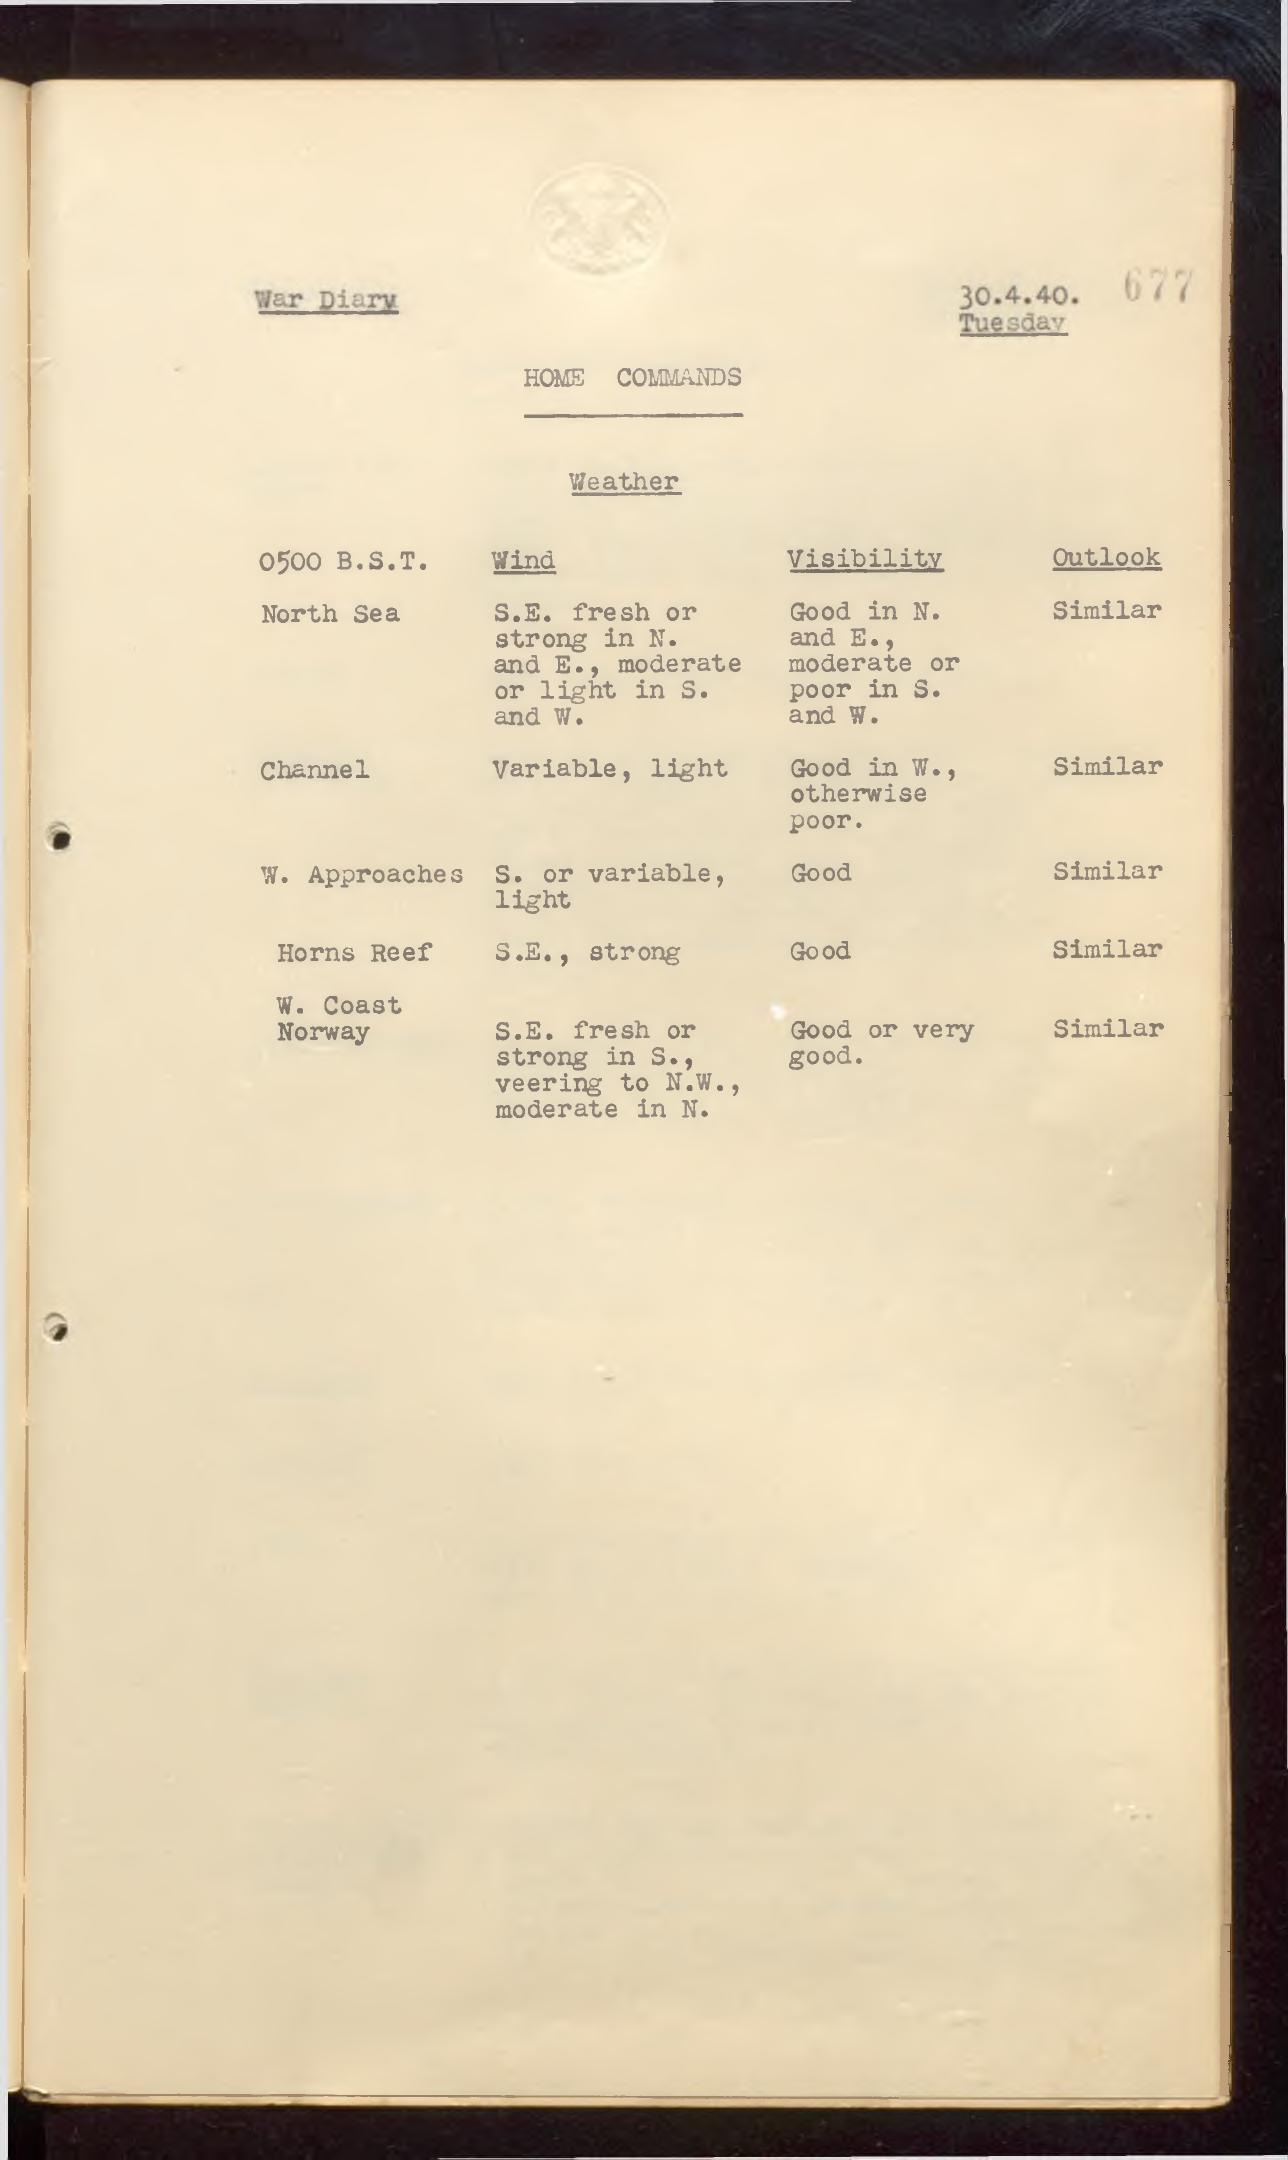 War Diary
30.4.40. 677
Tuesday
HOME COMMANDS
Weather
0500 B.S.T. Wind Visibility Outlook
North Sea S.E. fresh or Good in N. Similar
strong in N. and E.,
and E., moderate moderate or
or light in S. poor in S.
and W. and W.
Channel Variable, light Good in W., Similar
otherwise
poor.
W. Approaches S. or variable, Good Similar
light
Horns Reef S.E., strong Good Similar
W. Coast
Norway S.E. fresh or Good or very Similar
strong in S., good.
veering to N.W.,
moderate in N.